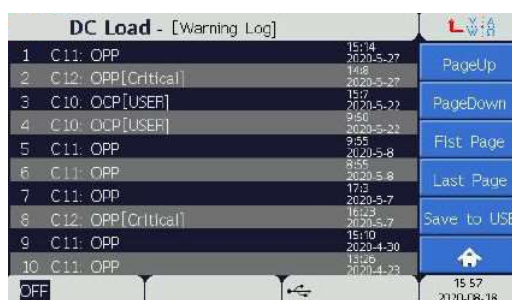 DC Load - [Warning Log]
1 C11: OPP 15:14 2020-5-27
2 C12: OPP[Critical] 14:8 2020-5-27
3 C10: OCP[USER] 15:7 2020-5-22
4 C10: OCP[USER] 9:50 2020-5-22
5 C11: OPP 9:55 2020-5-8
6 C11: OPP 8:55 2020-5-8
7 C11: OPP 17:3 2020-5-7
8 C12: OPP[Critical] 16:23 2020-5-7
9 C11: OPP 15:10 2020-4-30
10 C11: OPP 13:26 2020-4-23
PageUp
PageDown
FIst Page
Last Page
Save to USE
OFF
15 57
2020-08-18